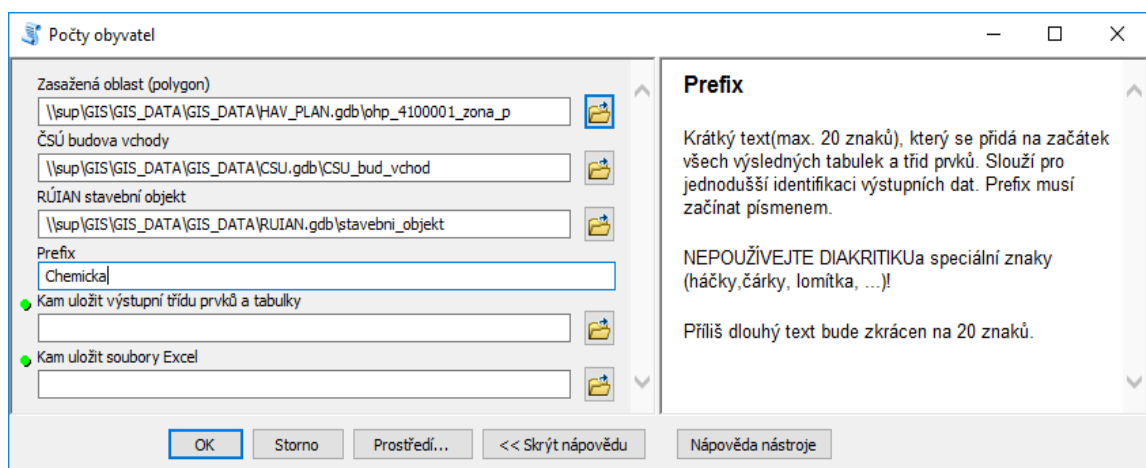 Počty obyvatel
Zasažená oblast (polygon)
\\sup\GIS\GIS_DATA\GIS_DATA\HAV_PLAN.gdb\ohp_4100001_zona_p
ČSÚ budova vchody
\\sup\GIS\GIS_DATA\GIS_DATA\CSU.gdb\CSU_bud_vchod
RÚIAN stavební objekt
\\sup\GIS\GIS_DATA\GIS_DATA\RUIAN.gdb\stavebni_objekt
Prefix
Chemicka
Kam uložit výstupní třídu prvků a tabulky
Kam uložit soubory Excel
Prefix
Krátký text(max. 20 znaků), který se přidá na začátek
všech výsledných tabulek a třid prvků. Slouží pro
jednodušší identifikaci výstupních dat. Prefix musí
začínat písmenem.
NEPOUŽÍVEJTE DIAKRITIKUa speciální znaky
(háčky,čárky, lomítka, ...)!
Příliš dlouhý text bude zkrácen na 20 znaků.
OK
Storno
Prostředí...
<< Skrýt nápovědu
Nápověda nástroje